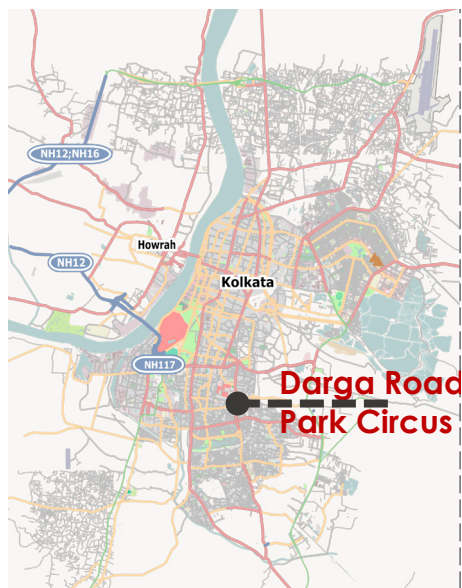 NH12;NH16
Howrah
NH12
Kolkata
NH117
Darga Road
Park Circus